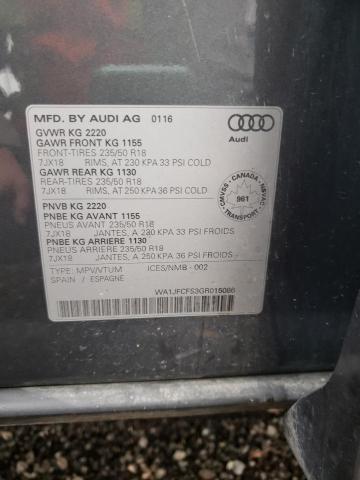 MFD. BY AUDI AG 0116
GVWR KG 2220
GAWR FRONT KG 1155
FRONT-TIRES 235/50 R18
7JX18 RIMS, AT 230 KPA 33 PSI COLD
GAWR REAR KG 1130
REAR-TIRES 235/50 R18
7JX18 RIMS, AT 250 KPA 36 PSI COLD
Audi
PNVB KG 2220
PNBE KG AVANT 1155
PNEUS AVANT 235/50 R18
7JX18 JANTES, A 230 KPA 33 PSI FROIDS
PNBE KG ARRIERE 1130
PNEUS ARRIERE 235/50 R18
7JX18 JANTES, A 250 KPA 36 PSI FROIDS
CMVSS - CANADA - NSVAC
961
TRANSPORT
TYPE: MPV/VTUM ICES/NMB - 002
SPAIN / ESPAGNE
WA1JFCFS3GR015086